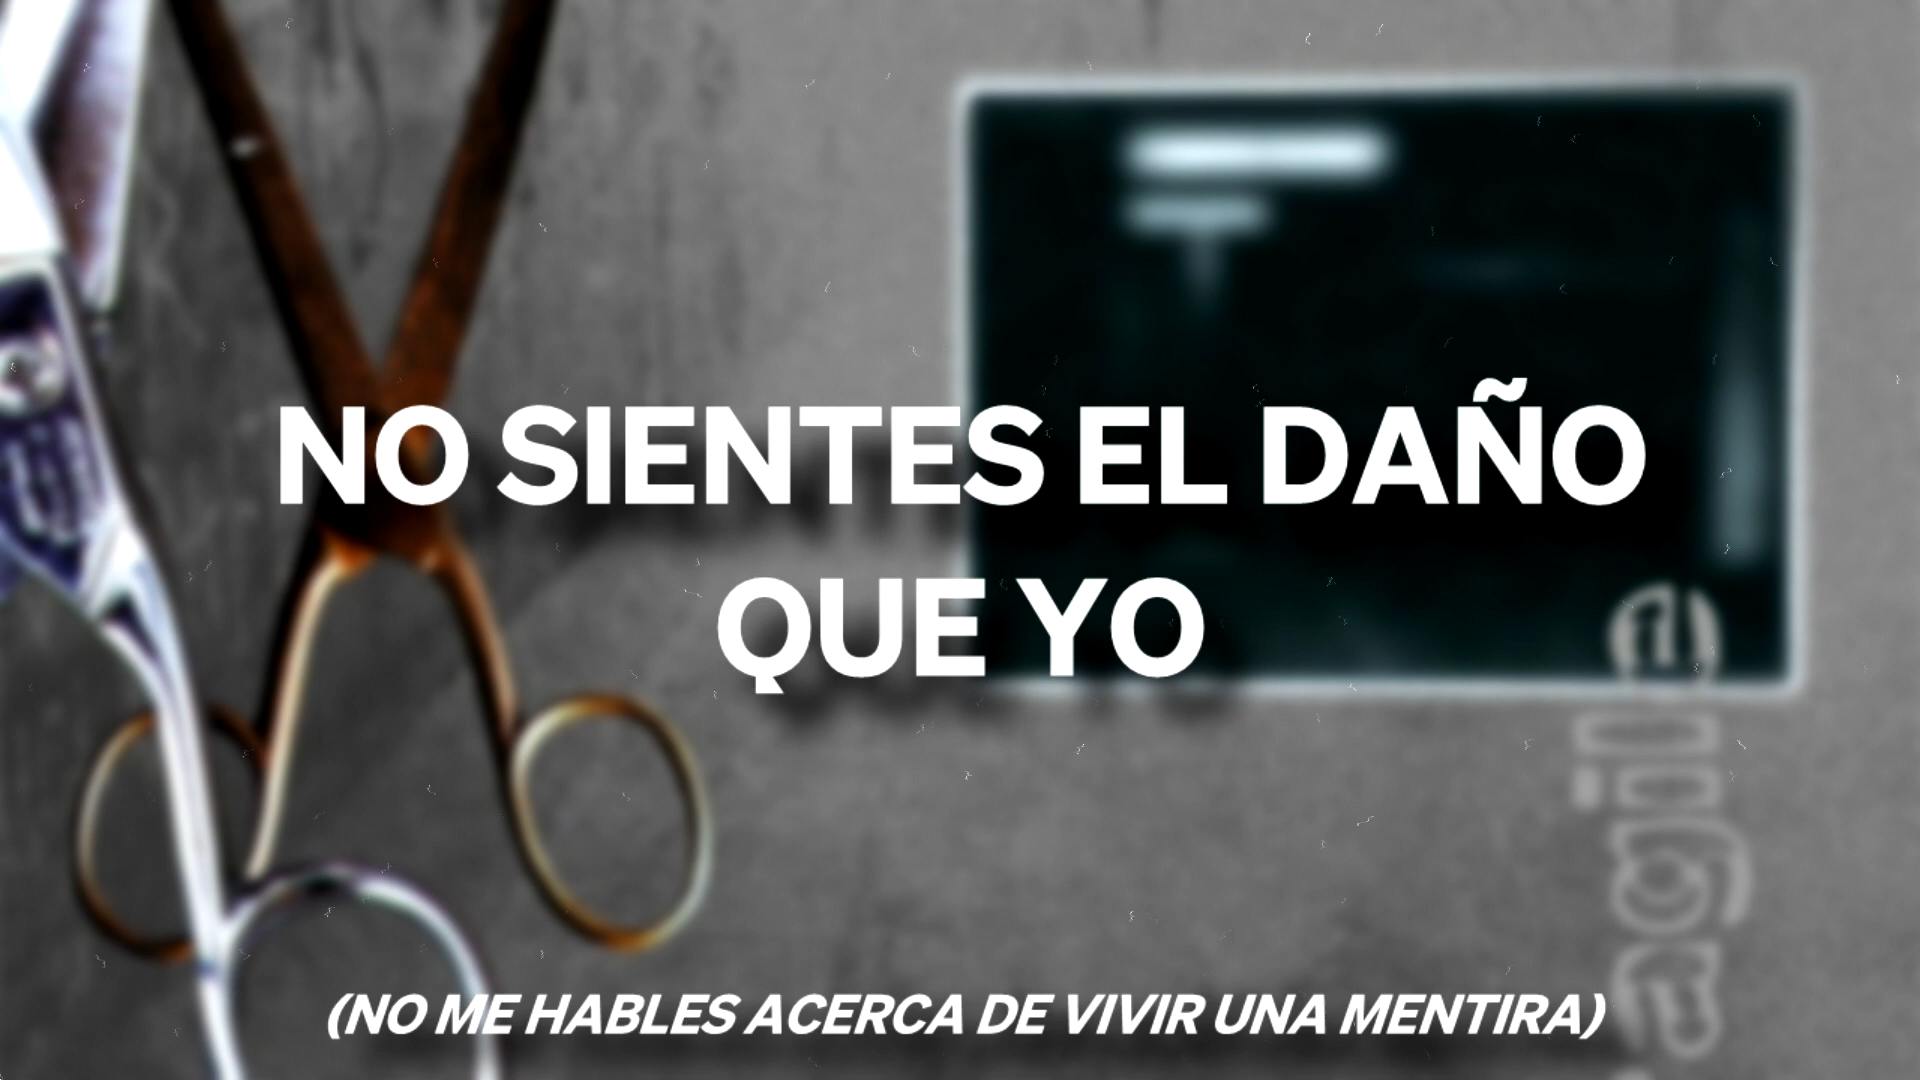 NO SIENTES EL DAÑO
QUE YO
(NO ME HABLES ACERCA DE VIVIR UNA MENTIRA)